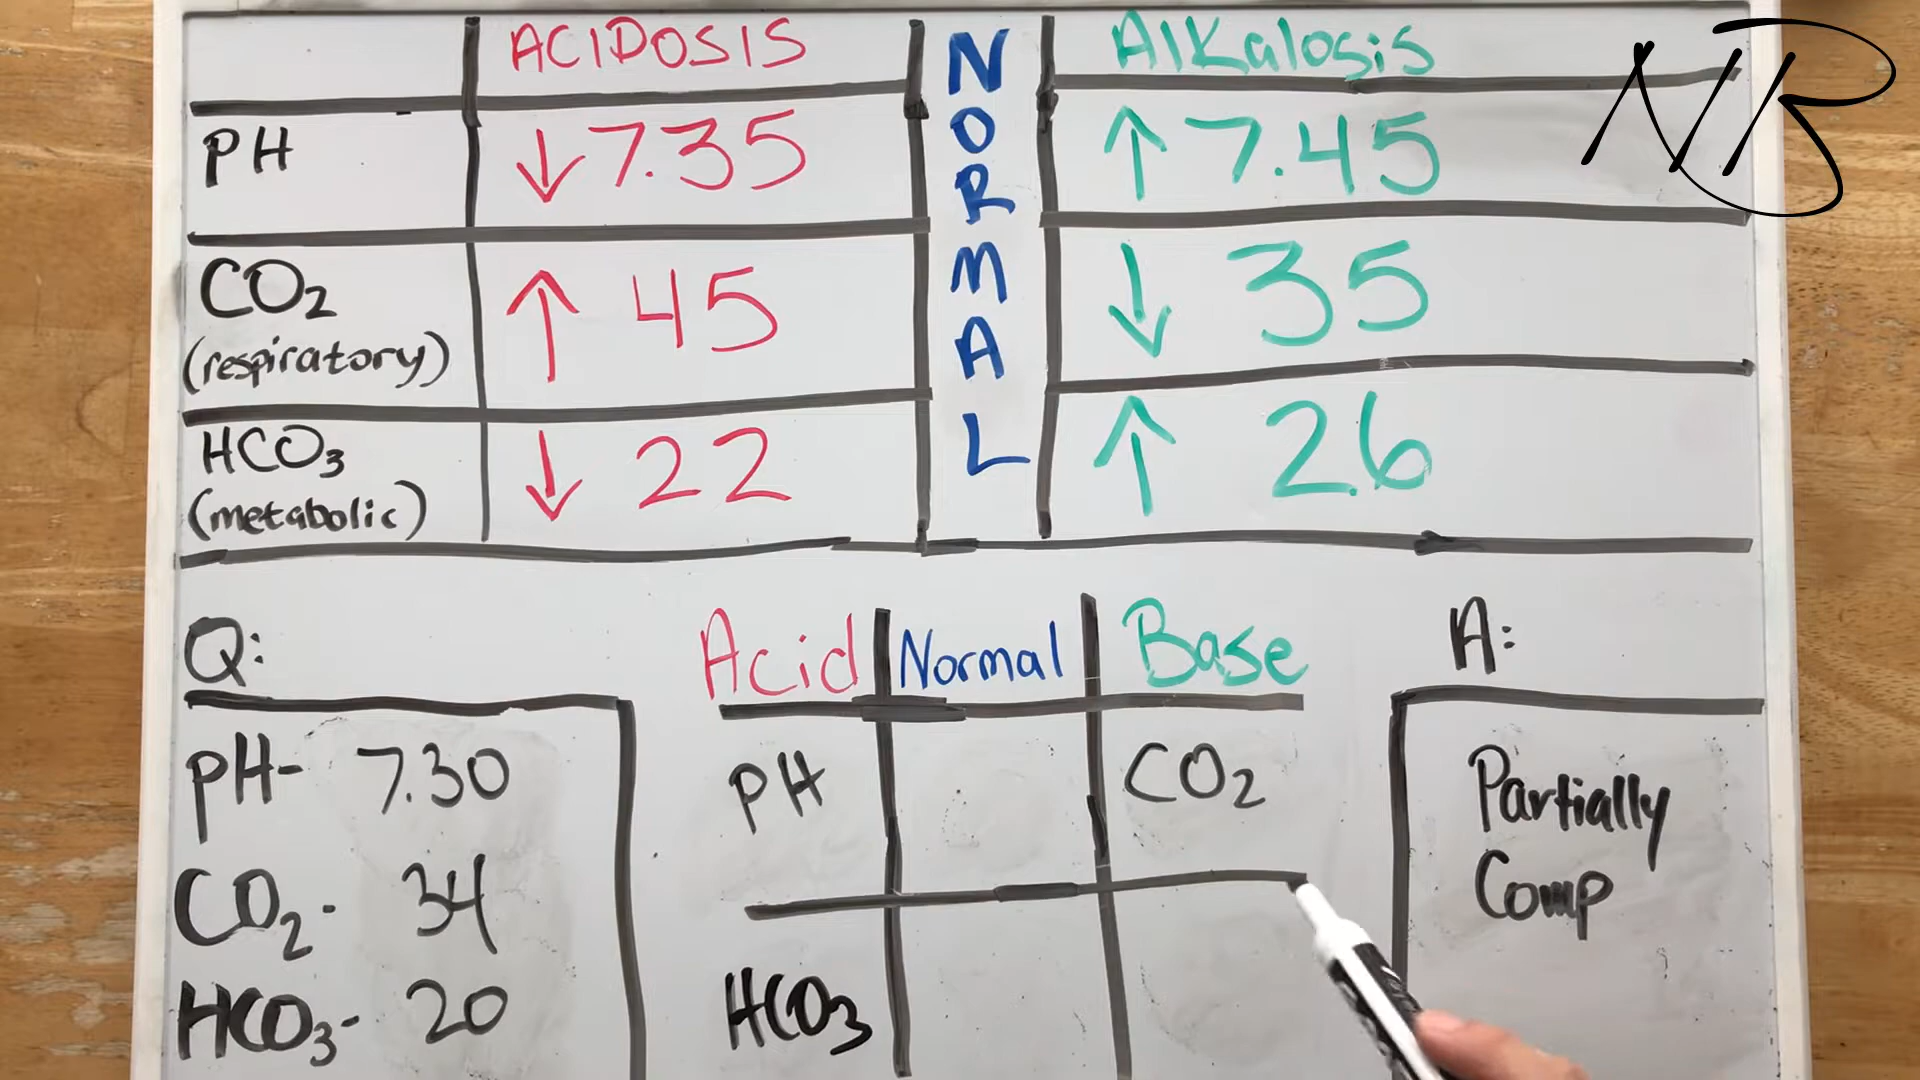 ACIDOSIS NORMAL Alkalosis
PH ↓ 7.35 ↑ 7.45
CO₂ (respiratory) ↑ 45 ↓ 35
HCO₃ (metabolic) ↓ 22 ↑ 26
Q: Acid Normal Base A:
PH- 7.30
CO₂- 34
HCO₃- 20
PH CO₂
HCO₃
Partially
Comp
NR